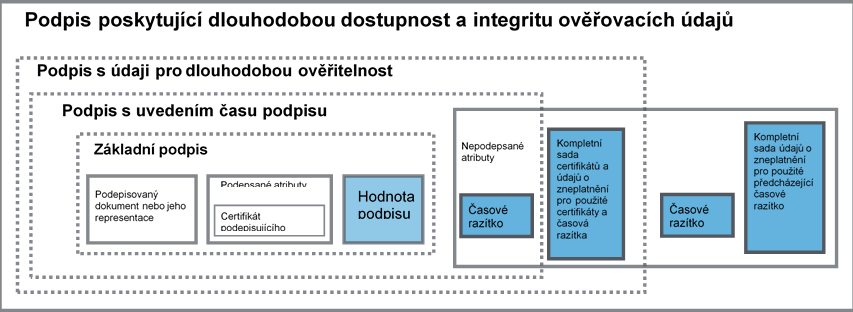 Podpis poskytující dlouhodobou dostupnost a integritu ověřovacích údajů
Podpis s údaji pro dlouhodobou ověřitelnost
Podpis s uvedením času podpisu
Základní podpis
Podepisovaný
dokument nebo jeho
representace
Podepsané atributy
Certifikát
podepisujícího
Hodnota
podpisu
Nepodepsané
atributy
Časové
razítko
Kompletní
sada
certifikátů a
údajů o
zneplatnění
pro použité
certifikáty a
časová
razítka
Časové
razítko
Kompletní
sada údajů o
zneplatnění
pro použité
předcházející
časové
razítko